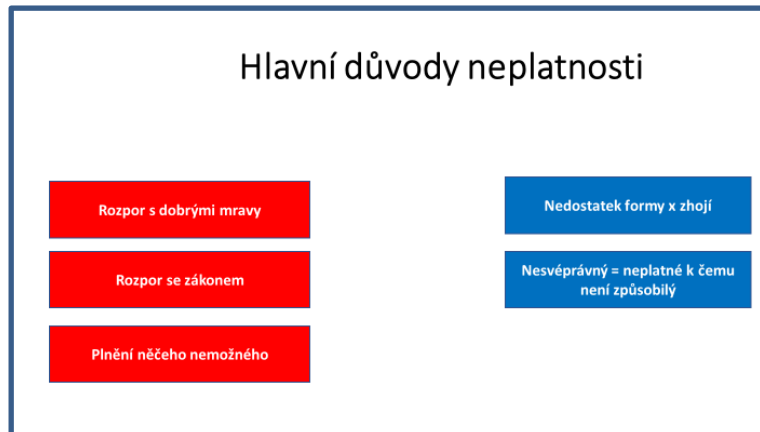 Hlavní důvody neplatnosti
Rozpor s dobrými mravy
Rozpor se zákonem
Plnění něčeho nemožného
Nedostatek formy x zhojí
Nesvéprávný = neplatné k čemu
není způsobilý